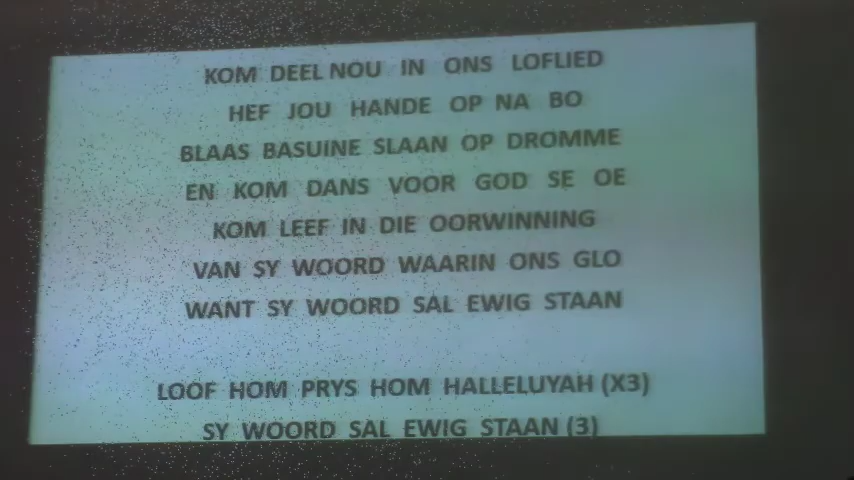 KOM DEEL NOU IN ONS LOFLIED
HEF JOU HANDE OP NA BO
BLAAS BASUINE SLAAN OP DROMME
EN KOM DANS VOOR GOD SE OE
KOM LEEF IN DIE OORWINNING
VAN SY WOORD WAARIN ONS GLO
WANT SY WOORD SAL EWIG STAAN
LOOF HOM PRYS HOM HALLELUYAH (X3)
SY WOORD SAL EWIG STAAN (3)